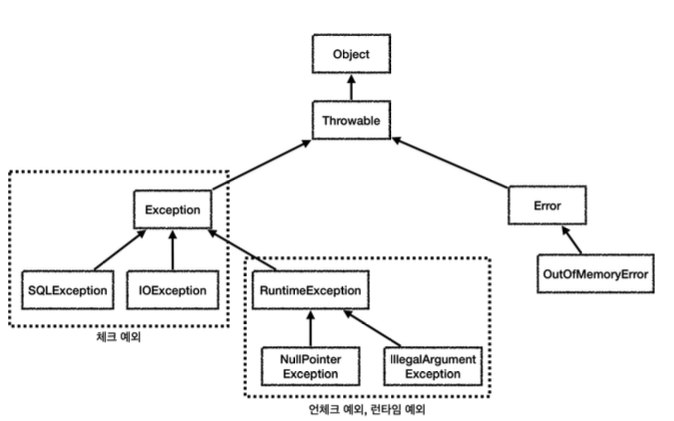 Object
Throwable
Exception
Error
SQLException
IOException
RuntimeException
OutOfMemoryError
체크 예외
NullPointer
Exception
IllegalArgument
Exception
언체크 예외, 런타임 예외